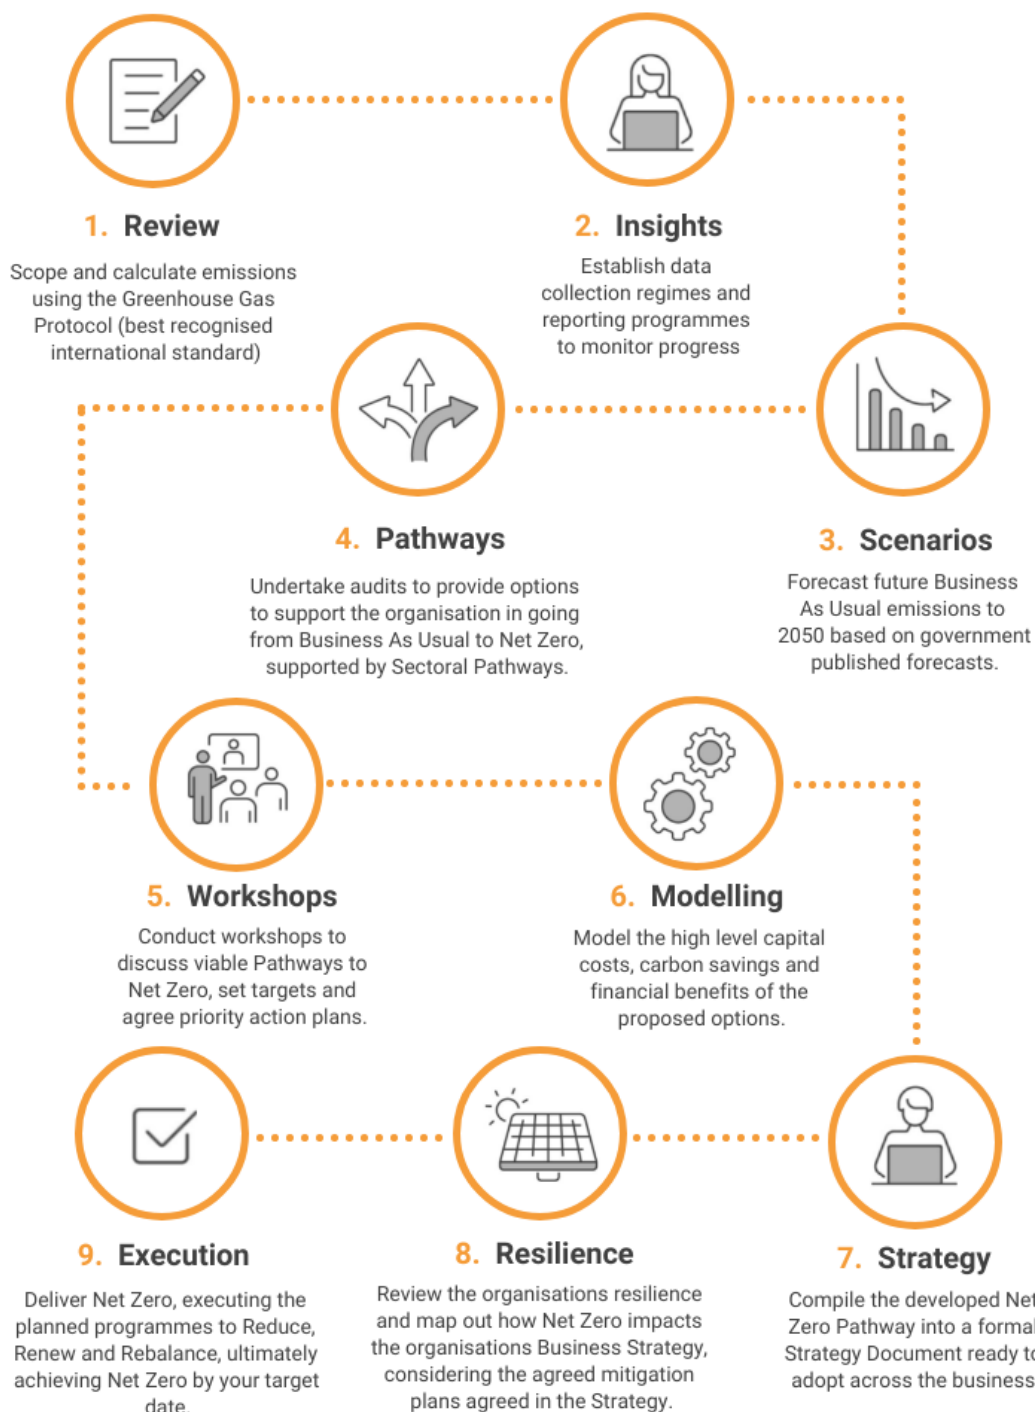 1. Review
Scope and calculate emissions
using the Greenhouse Gas
Protocol (best recognised
international standard)
2. Insights
Establish data
collection regimes and
reporting programmes
to monitor progress
3. Scenarios
Forecast future Business
As Usual emissions to
2050 based on government
published forecasts.
4. Pathways
Undertake audits to provide options
to support the organisation in going
from Business As Usual to Net Zero,
supported by Sectoral Pathways.
5. Workshops
Conduct workshops to
discuss viable Pathways to
Net Zero, set targets and
agree priority action plans.
6. Modelling
Model the high level capital
costs, carbon savings and
financial benefits of the
proposed options.
7. Strategy
Compile the developed Net
Zero Pathway into a formal
Strategy Document ready to
adopt across the business
8. Resilience
Review the organisations resilience
and map out how Net Zero impacts
the organisations Business Strategy,
considering the agreed mitigation
plans agreed in the Strategy.
9. Execution
Deliver Net Zero, executing the
planned programmes to Reduce,
Renew and Rebalance, ultimately
achieving Net Zero by your target
date.